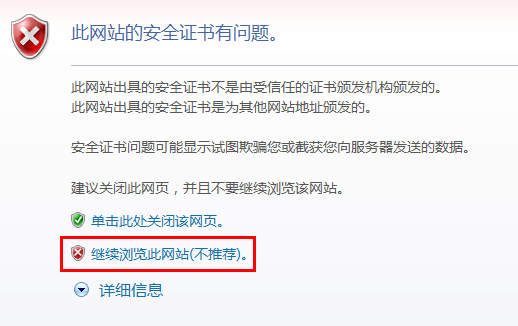 此网站的安全证书有问题。
此网站出具的安全证书不是由受信任的证书颁发机构颁发的。
此网站出具的安全证书是为其他网站地址颁发的。
安全证书问题可能显示试图欺骗您或截获您向服务器发送的数据。
建议关闭此网页，并且不要继续浏览该网站。
单击此处关闭该网页。
继续浏览此网站(不推荐)。
详细信息